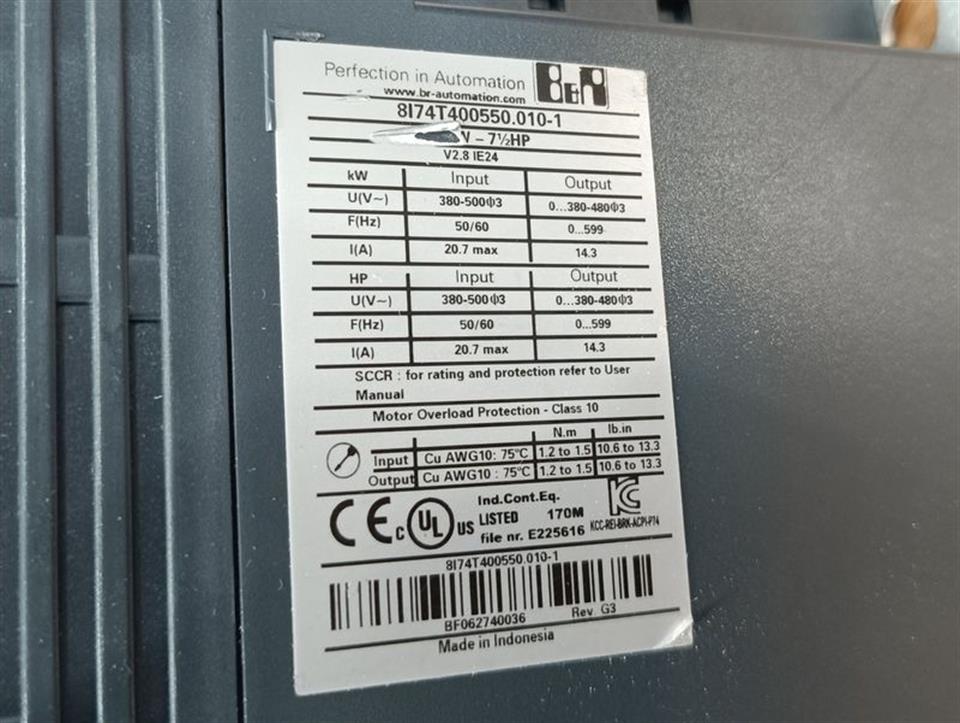 Perfection in Automation
www.br-automation.com
B&R
8I74T400550.010-1
– 7½HP
V2.8 IE24
kW Input Output
U(V~) 380-500Φ3 0...380-480Φ3
F(Hz) 50/60 0...599
I(A) 20.7 max 14.3
HP Input Output
U(V~) 380-500Φ3 0...380-480Φ3
F(Hz) 50/60 0...599
I(A) 20.7 max 14.3
SCCR : for rating and protection refer to User
Manual
Motor Overload Protection - Class 10
N.m lb.in
Input Cu AWG10: 75°C 1.2 to 1.5 10.6 to 13.3
Output Cu AWG10 : 75°C 1.2 to 1.5 10.6 to 13.3
CE c UL US
Ind.Cont.Eq.
LISTED 170M
file nr. E225616
KC
KCC-REI-BRK-ACPI-P74
8I74T400550.010-1
BF062740036 Rev. G3
Made in Indonesia